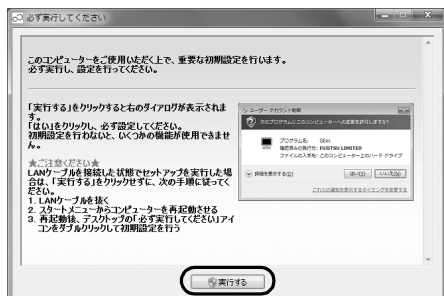 必ず実行してください
このコンピューターをご使用いただく上で、重要な初期設定を行います。
必ず実行し、設定を行ってください。
「実行する」をクリックすると右のダイアログが表示されます。
す。
「はい」をクリックし、必ず設定してください。
初期設定を行わないと、いくつかの機能が使用できませ
ん。
★ご注意ください★
LANケーブルを接続した状態でセットアップを実行した場
合は、「実行する」をクリックせずに、次の手順に従ってく
ださい。
1. LANケーブルを抜く
2. スタートメニューからコンピューターを再起動させる
3. 再起動後、デスクトップの「必ず実行してください」アイ
コンをダブルクリックして初期設定を行う
ユーザー アカウント制御
次のプログラムにこのコンピューターへの変更を許可しますか?
プログラム名:
確認済みの発行元: FUJITSU LIMITED
ファイルの入手先: このコンピューター上のハード ドライブ
詳細を表示する(D)
はい(Y)
いいえ(N)
これらの通知を表示するタイミングを変更する
実行する